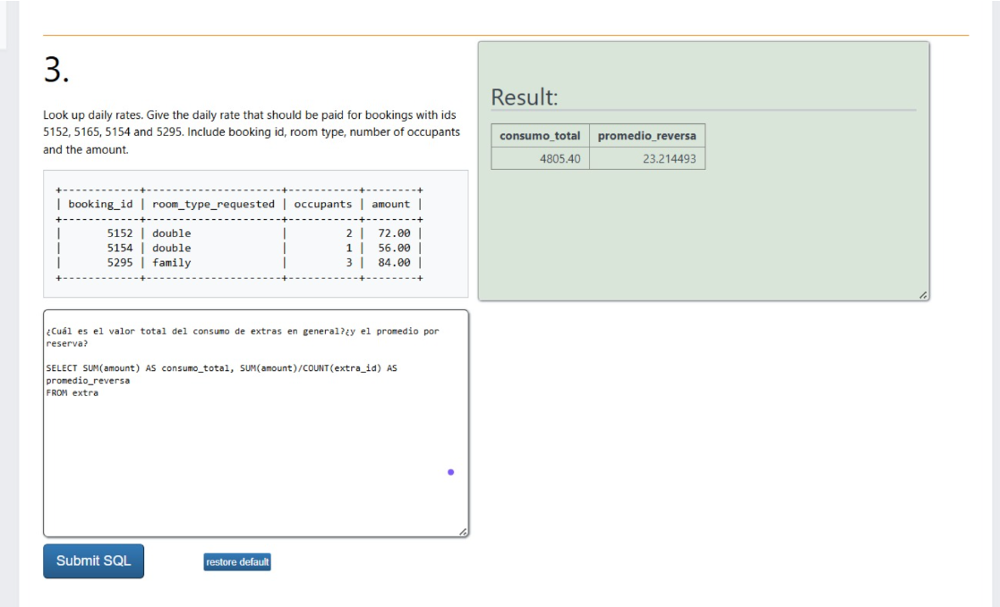 3.
Look up daily rates. Give the daily rate that should be paid for bookings with ids
5152, 5165, 5154 and 5295. Include booking id, room type, number of occupants
and the amount.
+------------+---------------------+-----------+--------+
| booking_id | room_type_requested | occupants | amount |
+------------+---------------------+-----------+--------+
|       5152 | double              |         2 |  72.00 |
|       5154 | double              |         1 |  56.00 |
|       5295 | family              |         3 |  84.00 |
+------------+---------------------+-----------+--------+
¿Cuál es el valor total del consumo de extras en general?¿y el promedio por
reserva?
SELECT SUM(amount) AS consumo_total, SUM(amount)/COUNT(extra_id) AS
promedio_reversa
FROM extra
Submit SQL
restore default
Result:
consumo_total promedio_reversa
4805.40 23.214493